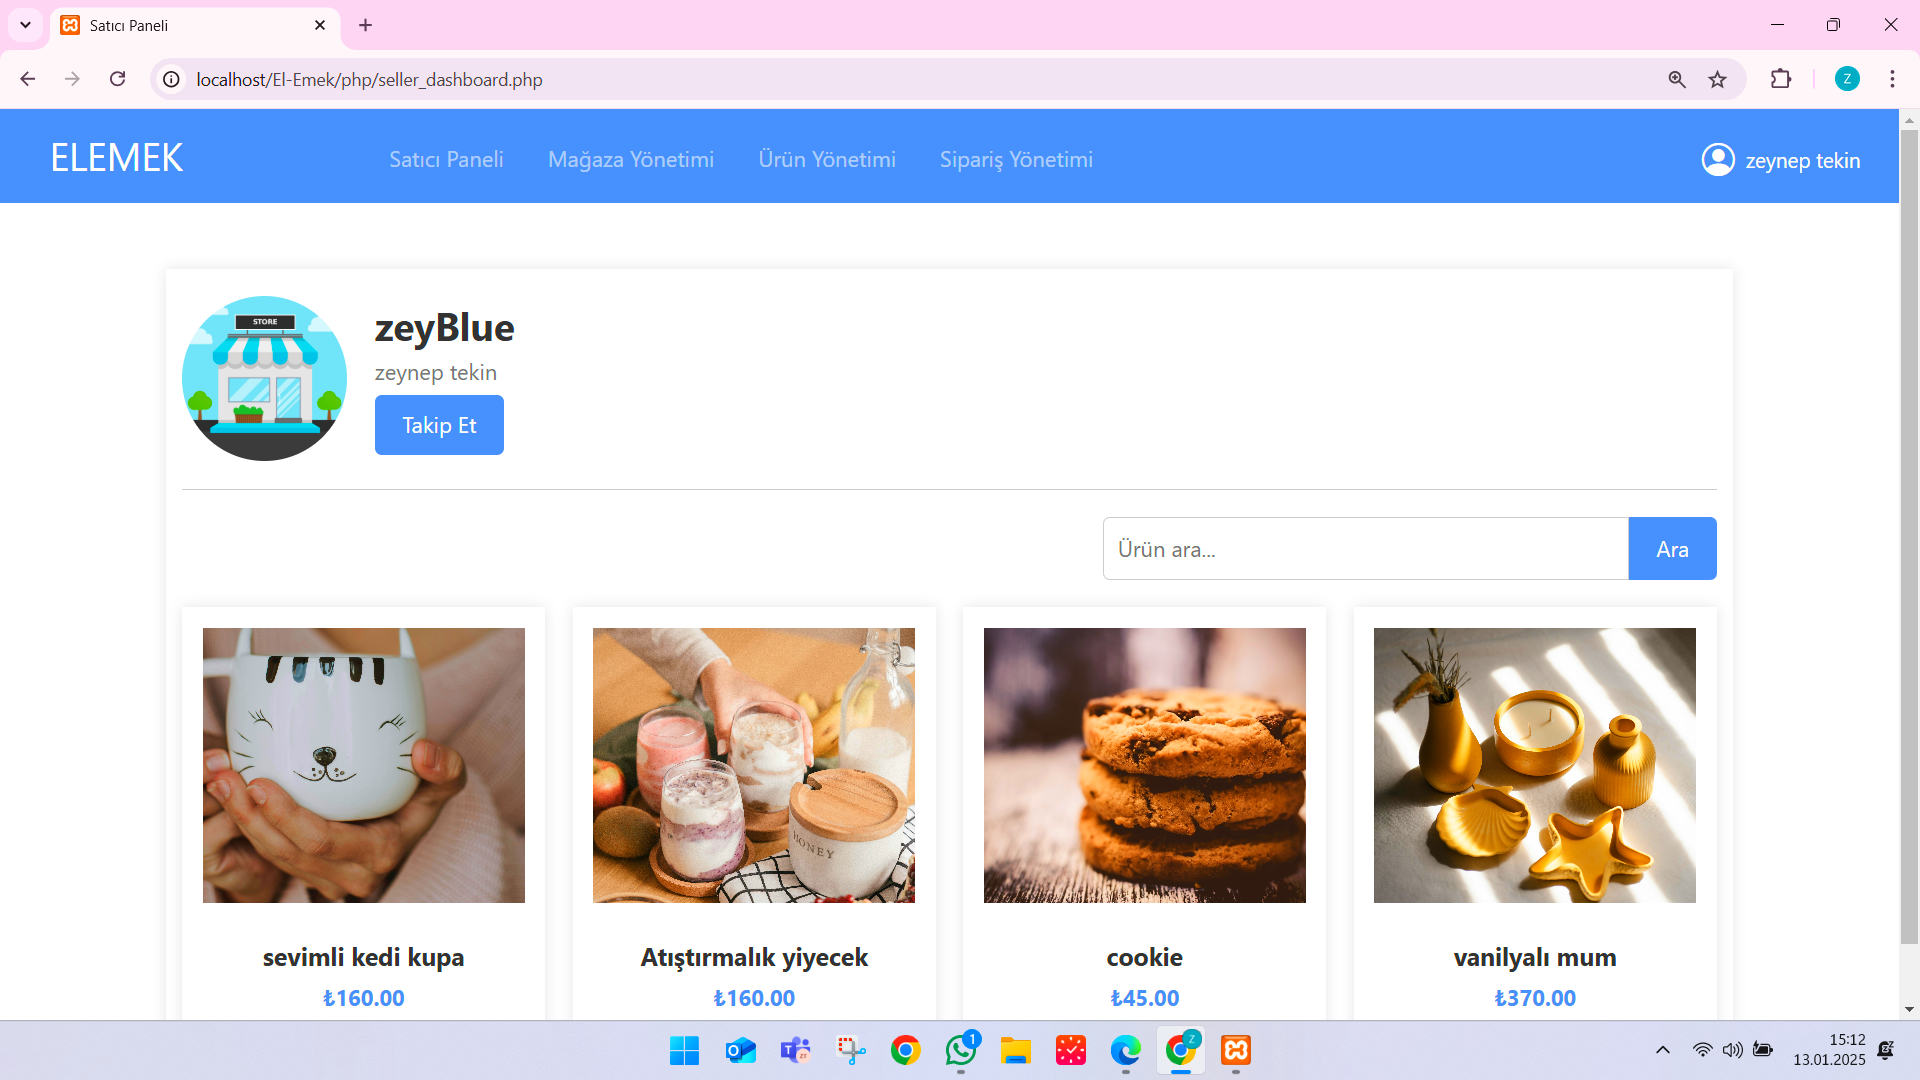 Satıcı Paneli
localhost/El-Emek/php/seller_dashboard.php
Z
ELEMEK
Satıcı Paneli
Mağaza Yönetimi
Ürün Yönetimi
Sipariş Yönetimi
zeynep tekin
STORE
zeyBlue
zeynep tekin
Takip Et
Ürün ara...
Ara
HONEY
sevimli kedi kupa
₺160.00
Atıştırmalık yiyecek
₺160.00
cookie
₺45.00
vanilyalı mum
₺370.00
1
Z
15:12
13.01.2025